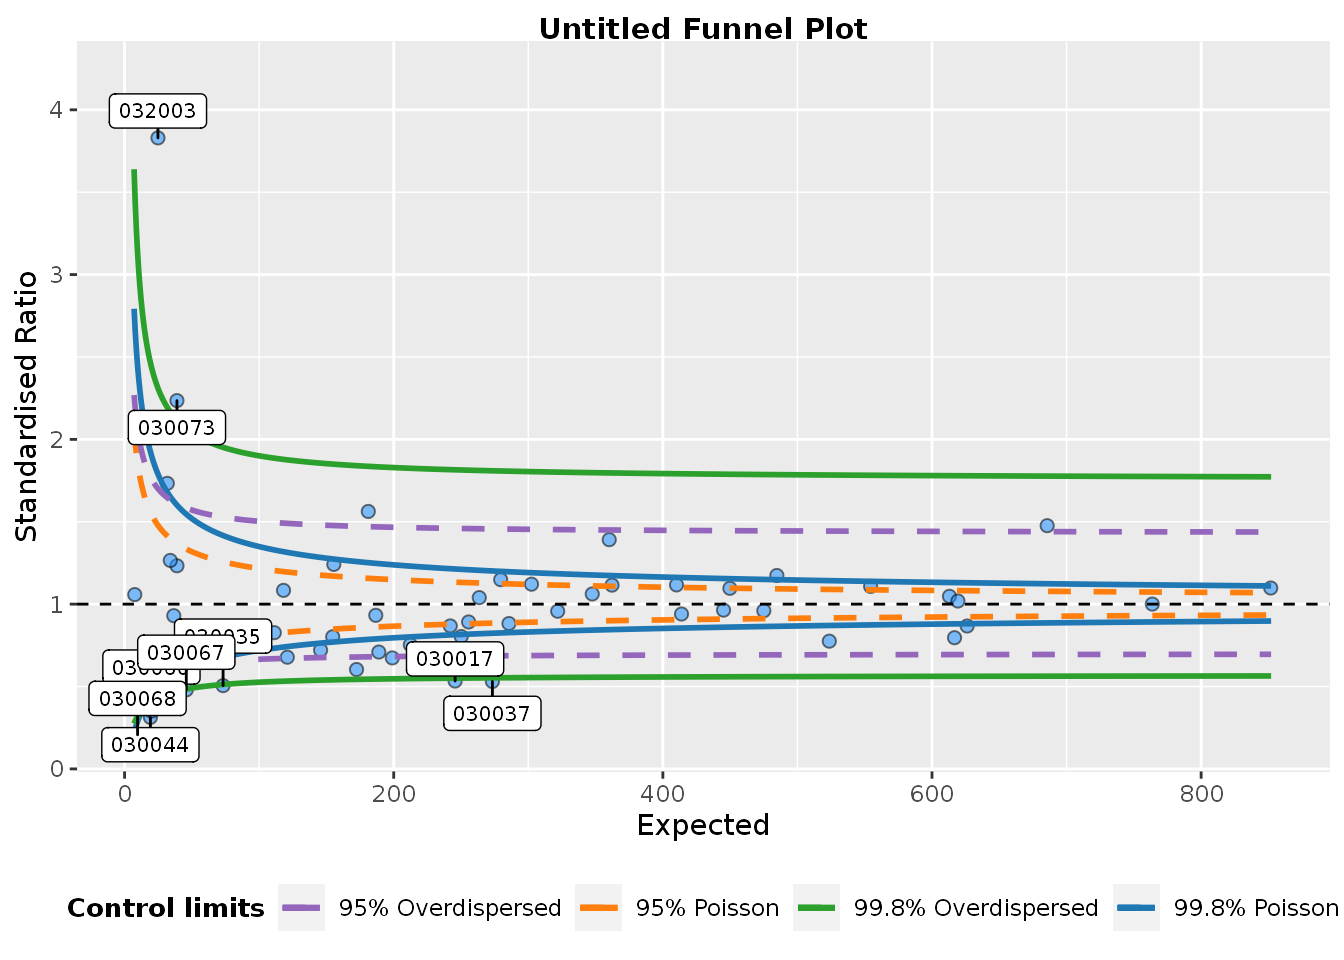 Untitled Funnel Plot
4
3
2
1
0
Standardised Ratio
032003
030073
030035
030067
030068
030044
030017
030037
0
200
400
600
800
Expected
Control limits
95% Overdispersed
95% Poisson
99.8% Overdispersed
99.8% Poisson